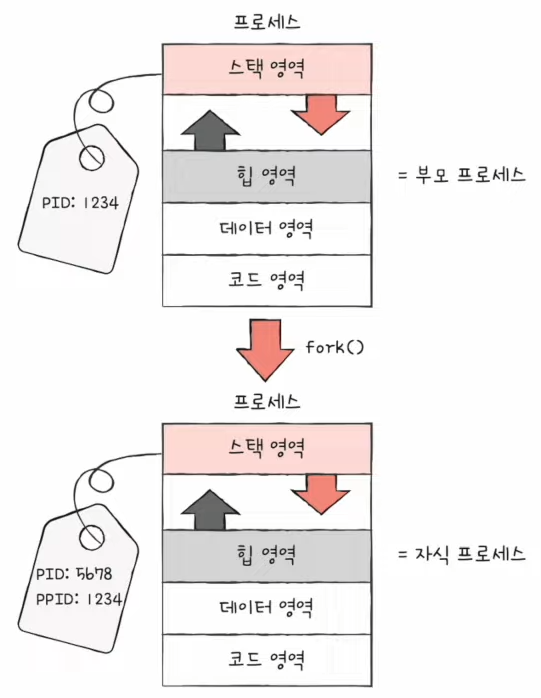 프로세스
스택 영역
힙 영역
데이터 영역
코드 영역
PID: 1234
= 부모 프로세스
fork()
프로세스
스택 영역
힙 영역
데이터 영역
코드 영역
PID: 5678
PPID: 1234
= 자식 프로세스